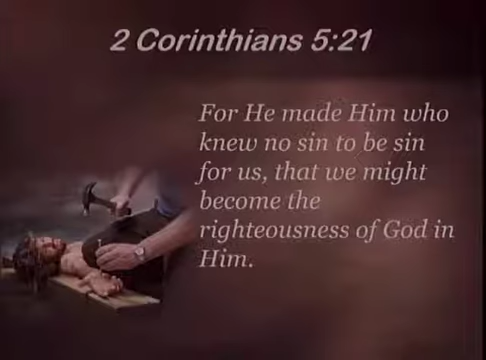 2 Corinthians 5:21
For He made Him who
knew no sin to be sin
for us, that we might
become the
righteousness of God in
Him.